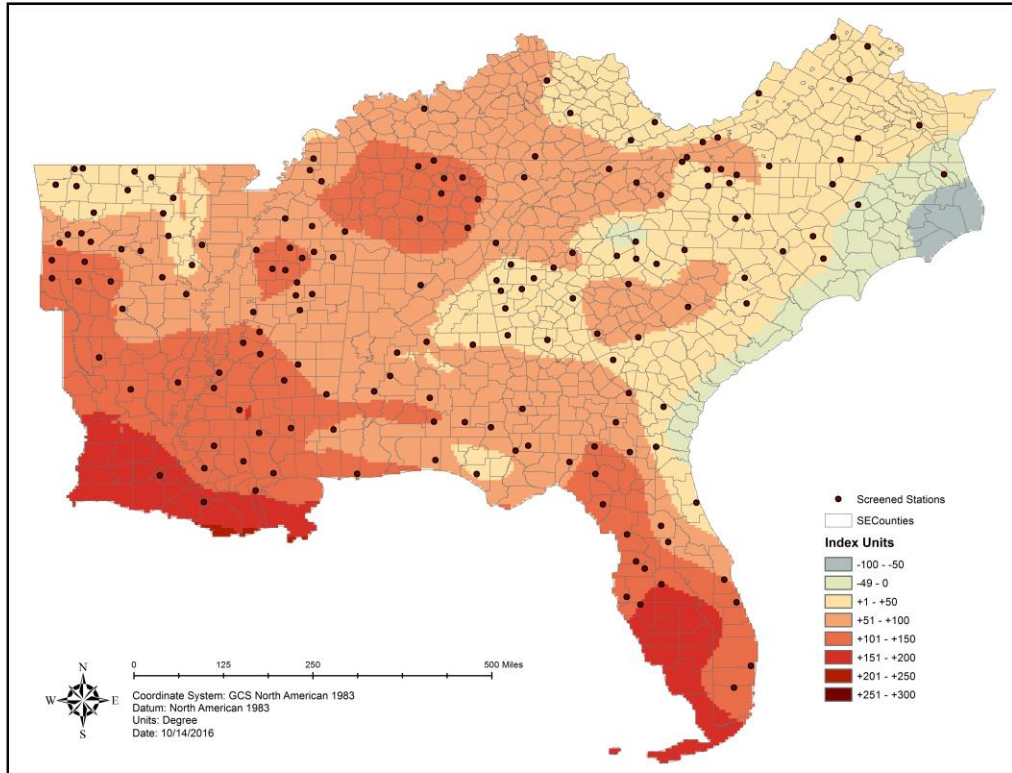 Screened Stations
SECounties
Index Units
-100 - -50
-49 - 0
+1 - +50
+51 - +100
+101 - +150
+151 - +200
+201 - +250
+251 - +300
N
W E
S
0 125 250 500 Miles
Coordinate System: GCS North American 1983
Datum: North American 1983
Units: Degree
Date: 10/14/2016